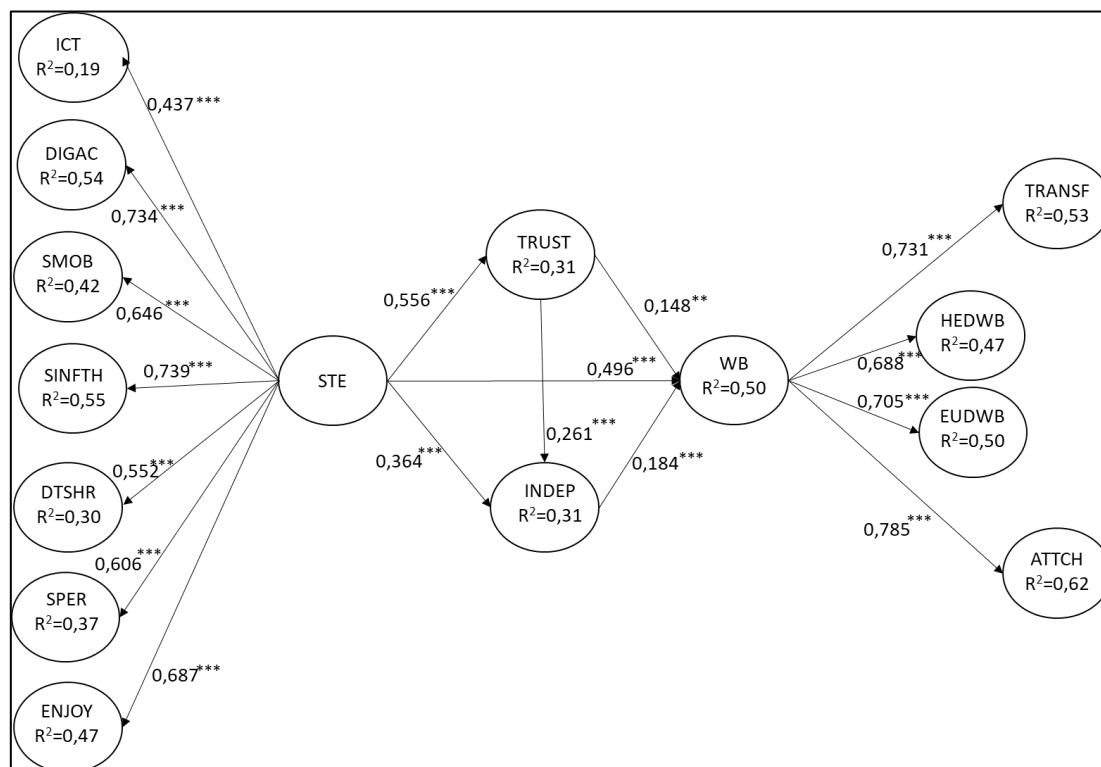 ICT
R²=0,19
0,437***
DIGAC
R²=0,54
0,734***
SMOB
R²=0,42
0,646***
SINFTH
R²=0,55
0,739***
DTSHR
R²=0,30
0,552***
SPER
R²=0,37
0,606***
ENJOY
R²=0,47
0,687***
STE
0,556***
0,496***
0,364***
TRUST
R²=0,31
0,148**
0,261***
INDEP
R²=0,31
0,184***
WB
R²=0,50
0,731***
0,688***
0,705***
0,785***
TRANSF
R²=0,53
HEDWB
R²=0,47
EUDWB
R²=0,50
ATTCH
R²=0,62